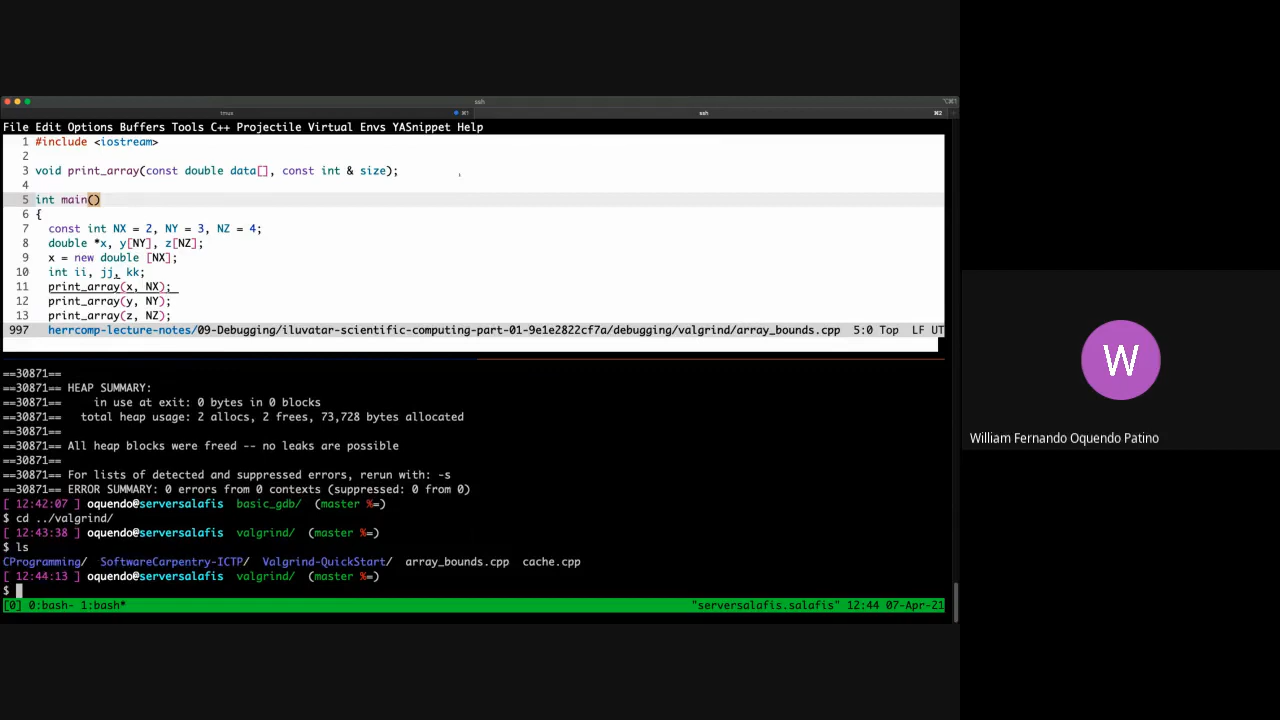 ssh
tmux ⌘1 ssh ⌘2
File Edit Options Buffers Tools C++ Projectile Virtual Envs YASnippet Help
1 #include <iostream>
2
3 void print_array(const double data[], const int & size);
4
5 int main()
6 {
7 const int NX = 2, NY = 3, NZ = 4;
8 double *x, y[NY], z[NZ];
9 x = new double [NX];
10 int ii, jj, kk;
11 print_array(x, NX);
12 print_array(y, NY);
13 print_array(z, NZ);
997 herrcomp-lecture-notes/09-Debugging/iluvatar-scientific-computing-part-01-9e1e2822cf7a/debugging/valgrind/array_bounds.cpp 5:0 Top LF UT
==30871==
==30871== HEAP SUMMARY:
==30871== in use at exit: 0 bytes in 0 blocks
==30871== total heap usage: 2 allocs, 2 frees, 73,728 bytes allocated
==30871==
==30871== All heap blocks were freed -- no leaks are possible
==30871==
==30871== For lists of detected and suppressed errors, rerun with: -s
==30871== ERROR SUMMARY: 0 errors from 0 contexts (suppressed: 0 from 0)
[ 12:42:07 ] oquendo@serversalafis basic_gdb/ (master %=)
$ cd ../valgrind/
[ 12:43:38 ] oquendo@serversalafis valgrind/ (master %=)
$ ls
CProgramming/ SoftwareCarpentry-ICTP/ Valgrind-QuickStart/ array_bounds.cpp cache.cpp
[ 12:44:13 ] oquendo@serversalafis valgrind/ (master %=)
$
[0] 0:bash- 1:bash* "serversalafis.salafis" 12:44 07-Apr-21
W
William Fernando Oquendo Patino